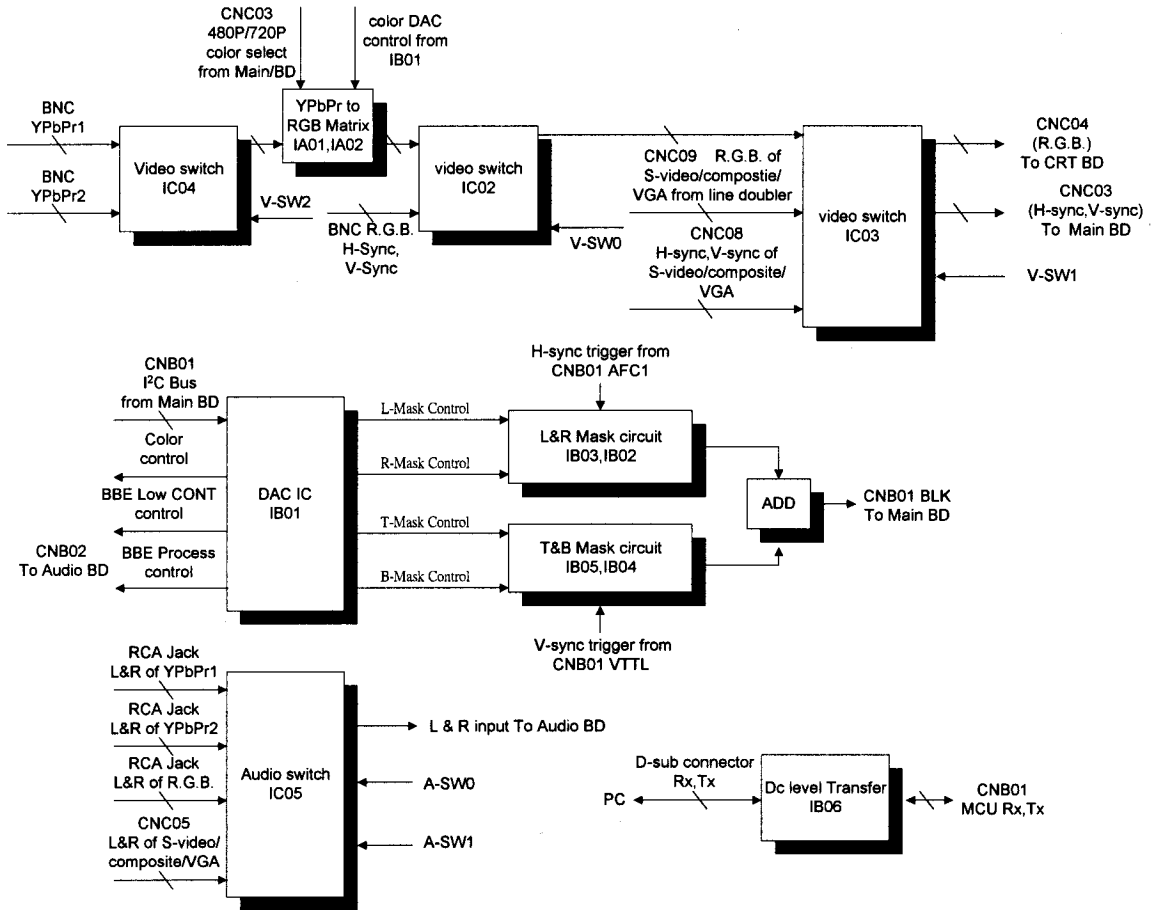 CNC03
480P/720P
color select
from Main/BD
color DAC
control from
IB01
BNC
YPbPr1
BNC
YPbPr2
Video switch
IC04
V-SW2
YPbPr to
RGB Matrix
IA01,IA02
BNC R.G.B.
H-Sync,
V-Sync
video switch
IC02
V-SW0
CNC09 R.G.B. of
S-video/compostie/
VGA from line doubler
CNC08
H-sync,V-sync of
S-video/composite/
VGA
video switch
IC03
CNC04
(R.G.B.)
To CRT BD
CNC03
(H-sync,V-sync)
To Main BD
V-SW1
CNB01
I²C Bus
from Main BD
Color
control
BBE Low CONT
control
BBE Process
control
CNB02
To Audio BD
DAC IC
IB01
L-Mask Control
R-Mask Control
T-Mask Control
B-Mask Control
H-sync trigger from
CNB01 AFC1
L&R Mask circuit
IB03,IB02
T&B Mask circuit
IB05,IB04
V-sync trigger from
CNB01 VTTL
ADD
CNB01 BLK
To Main BD
RCA Jack
L&R of YPbPr1
RCA Jack
L&R of YPbPr2
RCA Jack
L&R of R.G.B.
CNC05
L&R of S-video/
composite/VGA
Audio switch
IC05
L & R input To Audio BD
A-SW0
A-SW1
PC
D-sub connector
Rx,Tx
Dc level Transfer
IB06
CNB01
MCU Rx,Tx